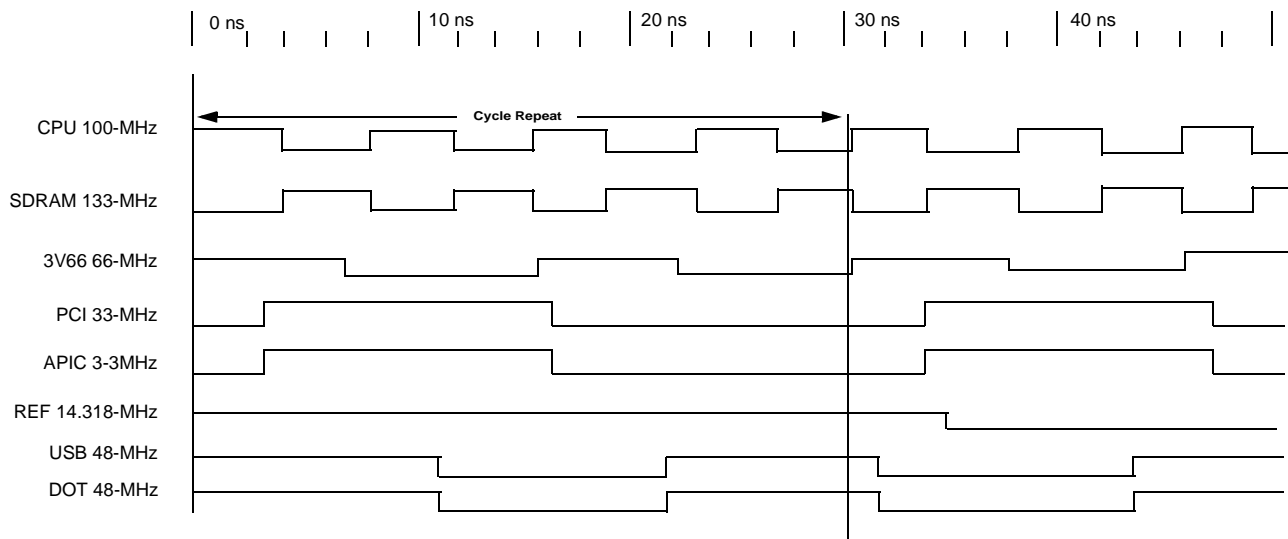 0 ns 10 ns 20 ns 30 ns 40 ns
Cycle Repeat
CPU 100-MHz
SDRAM 133-MHz
3V66 66-MHz
PCI 33-MHz
APIC 3-3MHz
REF 14.318-MHz
USB 48-MHz
DOT 48-MHz